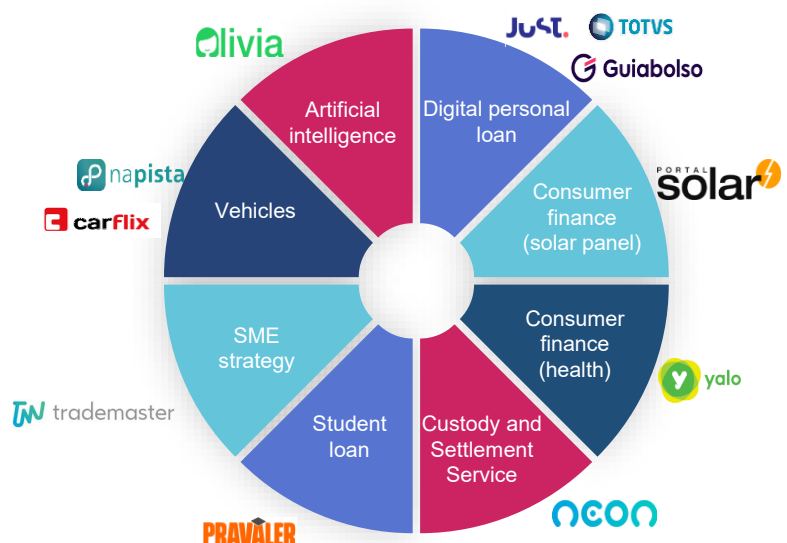 Olivia
Just.
TOTVS
Guiabolso
Artificial
intelligence
Digital personal
loan
napista
carflix
Vehicles
PORTAL
solar
Consumer
finance
(solar panel)
SME
strategy
Consumer
finance
(health)
yalo
TM trademaster
Student
loan
Custody and
Settlement
Service
PRAVALER
neon